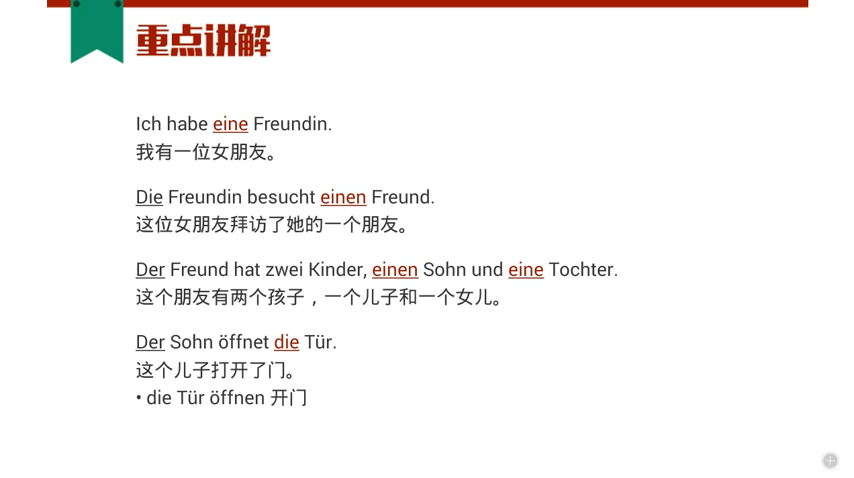 重点讲解
Ich habe eine Freundin.
我有一位女朋友。
Die Freundin besucht einen Freund.
这位女朋友拜访了她的一个朋友。
Der Freund hat zwei Kinder, einen Sohn und eine Tochter.
这个朋友有两个孩子，一个儿子和一个女儿。
Der Sohn öffnet die Tür.
这个儿子打开了门。
• die Tür öffnen 开门